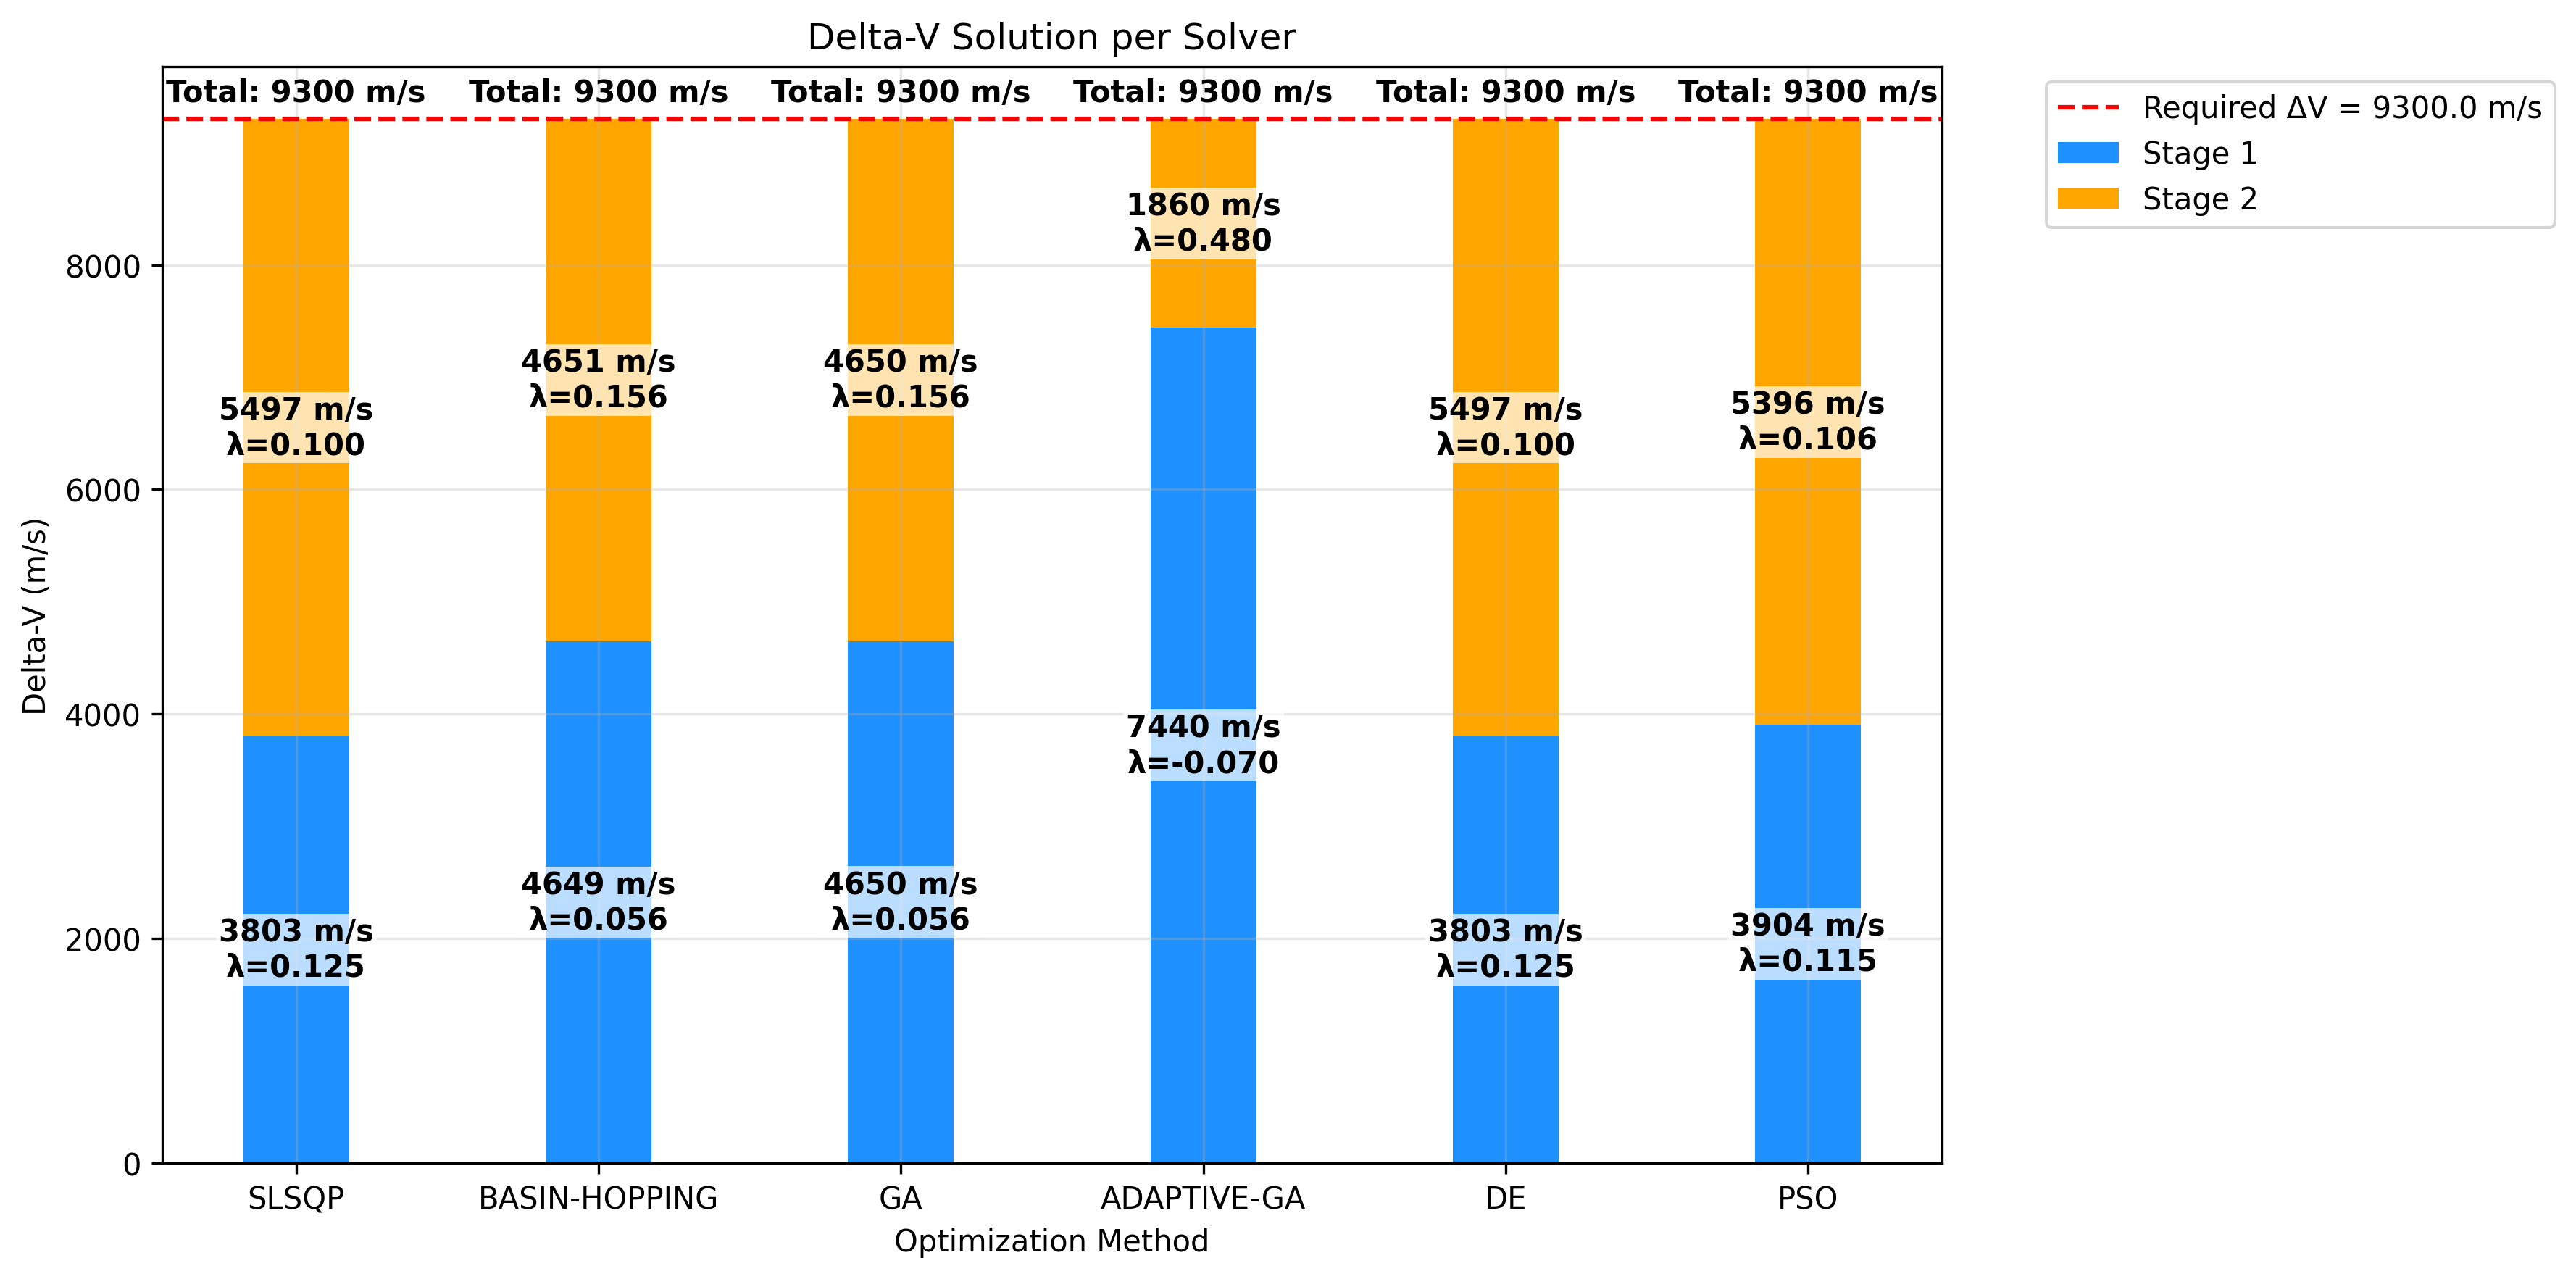 Delta-V Solution per Solver
Total: 9300 m/s
Total: 9300 m/s
Total: 9300 m/s
Total: 9300 m/s
Total: 9300 m/s
Total: 9300 m/s
Required ΔV = 9300.0 m/s
Stage 1
Stage 2
Delta-V (m/s)
8000
6000
4000
2000
0
5497 m/s
λ=0.100
3803 m/s
λ=0.125
4651 m/s
λ=0.156
4649 m/s
λ=0.056
4650 m/s
λ=0.156
4650 m/s
λ=0.056
1860 m/s
λ=0.480
7440 m/s
λ=-0.070
5497 m/s
λ=0.100
3803 m/s
λ=0.125
5396 m/s
λ=0.106
3904 m/s
λ=0.115
SLSQP
BASIN-HOPPING
GA
ADAPTIVE-GA
DE
PSO
Optimization Method